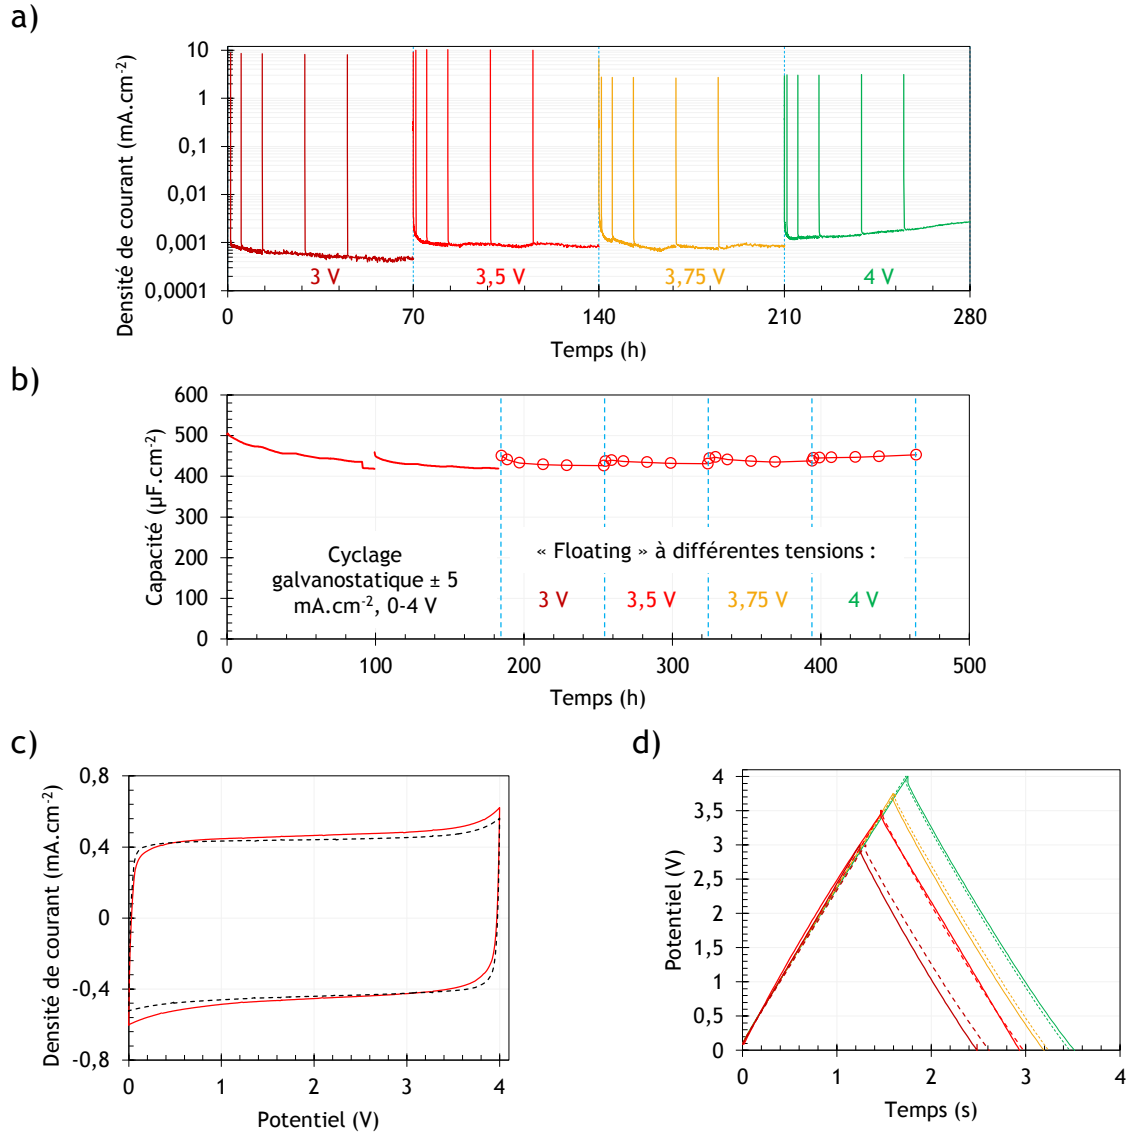 a)
Densité de courant (mA.cm-2)
10
1
0,1
0,01
0,001
0,0001
3 V
3,5 V
3,75 V
4 V
0
70
140
210
280
Temps (h)
b)
Capacité (µF.cm-2)
600
500
400
300
200
100
0
Cyclage
galvanostatique ± 5
mA.cm-2, 0-4 V
« Floating » à différentes tensions :
3 V
3,5 V
3,75 V
4 V
0
100
200
300
400
500
Temps (h)
c)
Densité de courant (mA.cm-2)
0,8
0,4
0
-0,4
-0,8
0
1
2
3
4
Potentiel (V)
d)
Potentiel (V)
4
3,5
3
2,5
2
1,5
1
0,5
0
0
1
2
3
4
Temps (s)